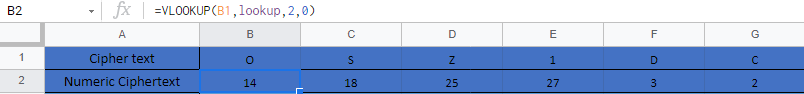 B2 fx =VLOOKUP(B1,lookup,2,0)
A B C D E F G
1 Cipher text O S Z 1 D C
2 Numeric Ciphertext 14 18 25 27 3 2